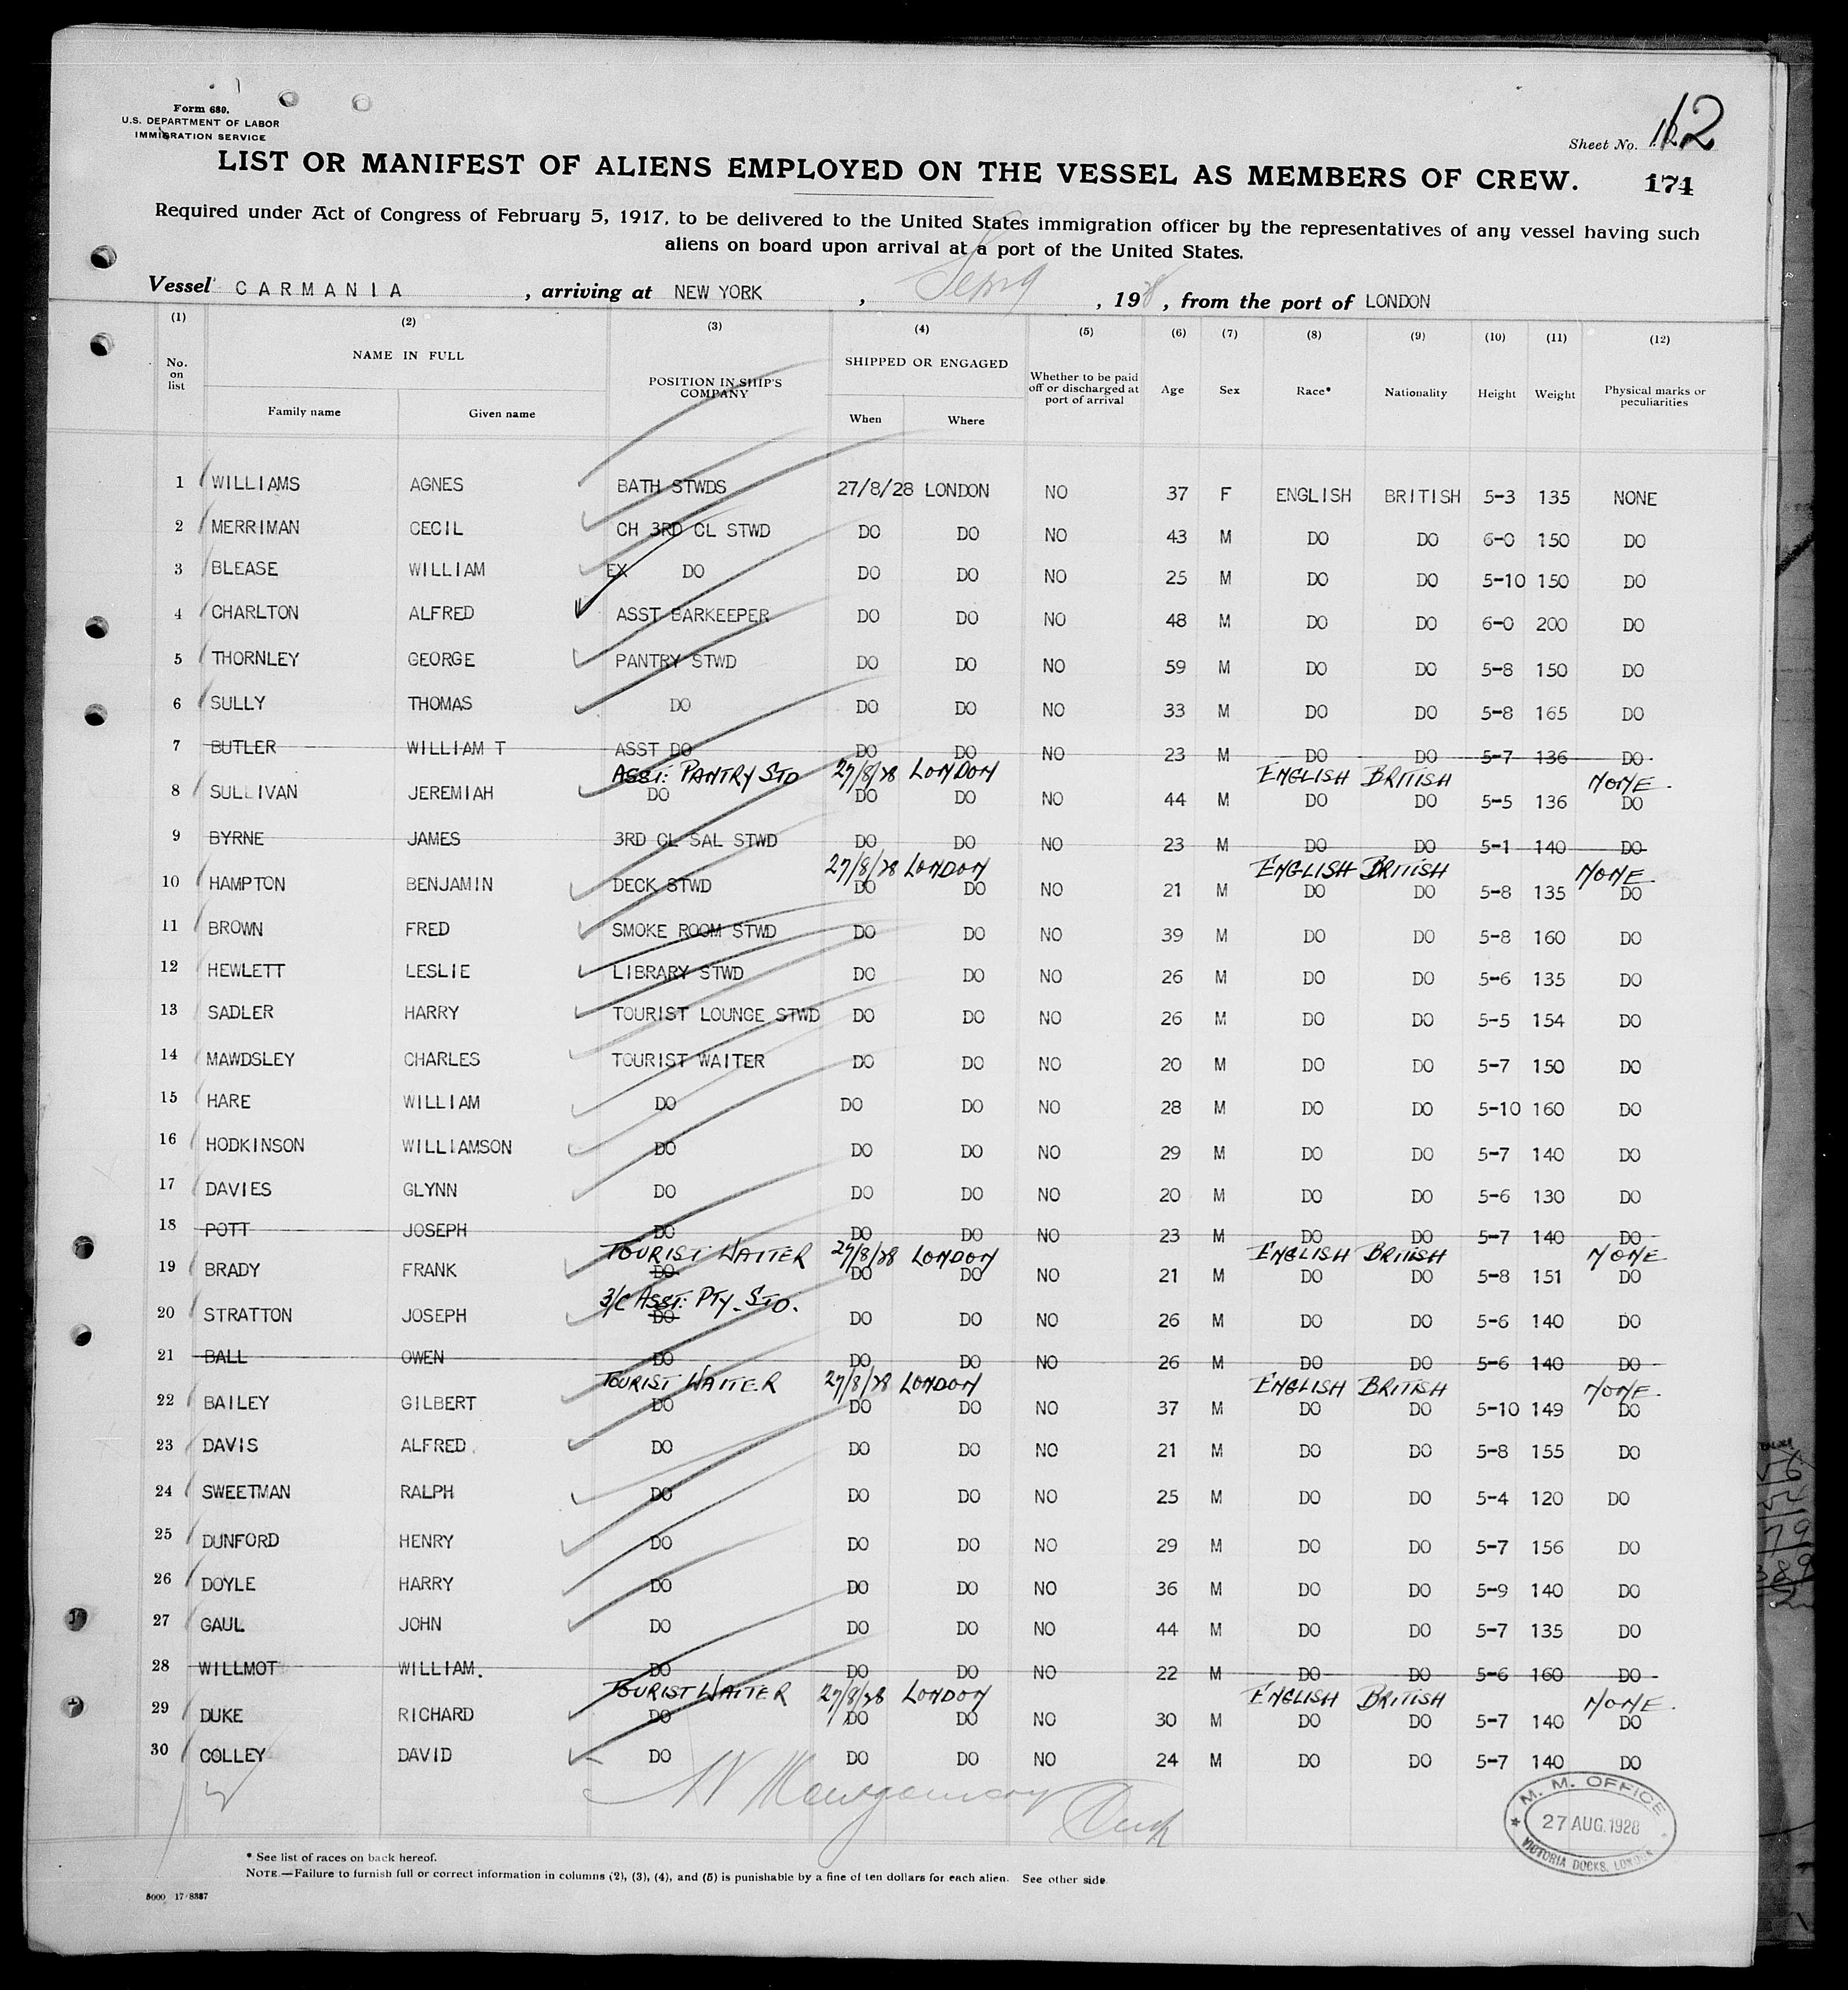 Form 680.
U.S. DEPARTMENT OF LABOR
IMMIGRATION SERVICE
Sheet No. 12
LIST OR MANIFEST OF ALIENS EMPLOYED ON THE VESSEL AS MEMBERS OF CREW. 174
Required under Act of Congress of February 5, 1917, to be delivered to the United States immigration officer by the representatives of any vessel having such
aliens on board upon arrival at a port of the United States.
Vessel CARMANIA, arriving at NEW YORK, Sep 9, 1928, from the port of LONDON
(1) (2) (3) (4) (5) (6) (7) (8) (9) (10) (11) (12)
No. on list NAME IN FULL POSITION IN SHIP'S COMPANY SHIPPED OR ENGAGED Whether to be paid off or discharged at port of arrival Age Sex Race* Nationality Height Weight Physical marks or peculiarities
Family name Given name When Where
1 WILLIAMS AGNES BATH STWDS 27/8/28 LONDON NO 37 F ENGLISH BRITISH 5-3 135 NONE
2 MERRIMAN CECIL CH 3RD CL STWD DO DO NO 43 M DO DO 6-0 150 DO
3 BLEASE WILLIAM EX DO DO DO NO 25 M DO DO 5-10 150 DO
4 CHARLTON ALFRED ASST BARKEEPER DO DO NO 48 M DO DO 6-0 200 DO
5 THORNLEY GEORGE PANTRY STWD DO DO NO 59 M DO DO 5-8 150 DO
6 SULLY THOMAS DO DO DO NO 33 M DO DO 5-8 165 DO
7 BUTLER WILLIAM T ASST DO DO DO NO 23 M DO DO 5-7 136 DO
ASST: PANTRY STD 27/8/28 LONDON ENGLISH BRITISH NONE
8 SULLIVAN JEREMIAH DO DO DO NO 44 M DO DO 5-5 136 DO
9 BYRNE JAMES 3RD CL SAL STWD DO DO NO 23 M DO DO 5-1 140 DO
27/8/28 LONDON ENGLISH BRITISH NONE
10 HAMPTON BENJAMIN DECK STWD DO DO NO 21 M DO DO 5-8 135 DO
11 BROWN FRED SMOKE ROOM STWD DO DO NO 39 M DO DO 5-8 160 DO
12 HEWLETT LESLIE LIBRARY STWD DO DO NO 26 M DO DO 5-6 135 DO
13 SADLER HARRY TOURIST LOUNGE STWD DO DO NO 26 M DO DO 5-5 154 DO
14 MAWDSLEY CHARLES TOURIST WAITER DO DO NO 20 M DO DO 5-7 150 DO
15 HARE WILLIAM DO DO DO NO 28 M DO DO 5-10 160 DO
16 HODKINSON WILLIAMSON DO DO DO NO 29 M DO DO 5-7 140 DO
17 DAVIES GLYNN DO DO DO NO 20 M DO DO 5-6 130 DO
18 POTT JOSEPH DO DO DO NO 23 M DO DO 5-7 140 DO
TOURIST WAITER 27/8/28 LONDON ENGLISH BRITISH NONE
19 BRADY FRANK DO DO DO NO 21 M DO DO 5-8 151 DO
3/C ASST: PTY. STD.
20 STRATTON JOSEPH DO DO DO NO 26 M DO DO 5-6 140 DO
21 BALL OWEN DO DO DO NO 26 M DO DO 5-6 140 DO
TOURIST WAITER 27/8/28 LONDON ENGLISH BRITISH NONE
22 BAILEY GILBERT DO DO DO NO 37 M DO DO 5-10 149 DO
23 DAVIS ALFRED. DO DO DO NO 21 M DO DO 5-8 155 DO
24 SWEETMAN RALPH DO DO DO NO 25 M DO DO 5-4 120 DO
25 DUNFORD HENRY DO DO DO NO 29 M DO DO 5-7 156 DO
26 DOYLE HARRY DO DO DO NO 36 M DO DO 5-9 140 DO
27 GAUL JOHN DO DO DO NO 44 M DO DO 5-7 135 DO
28 WILLMOT WILLIAM. DO DO DO NO 22 M DO DO 5-6 160 DO
TOURIST WAITER 27/8/28 LONDON ENGLISH BRITISH NONE
29 DUKE RICHARD DO DO DO NO 30 M DO DO 5-7 140 DO
30 COLLEY DAVID DO DO DO NO 24 M DO DO 5-7 140 DO
Montgomery
M. M. OFFICE
27 AUG. 1928
VICTORIA DOCKS, LONDON
* See list of races on back hereof.
NOTE.—Failure to furnish full or correct information in columns (2), (3), (4), and (5) is punishable by a fine of ten dollars for each alien. See other side.
5000 17-8387